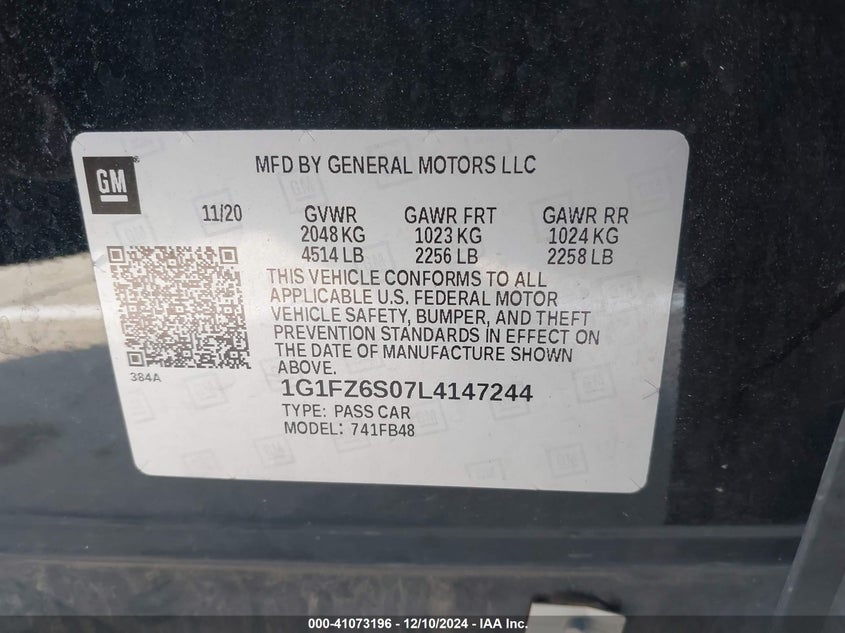 MFD BY GENERAL MOTORS LLC
GM®
11/20 GVWR GAWR FRT GAWR RR
2048 KG 1023 KG 1024 KG
4514 LB 2256 LB 2258 LB
THIS VEHICLE CONFORMS TO ALL
APPLICABLE U.S. FEDERAL MOTOR
VEHICLE SAFETY, BUMPER, AND THEFT
PREVENTION STANDARDS IN EFFECT ON
THE DATE OF MANUFACTURE SHOWN
ABOVE.
384A
1G1FZ6S07L4147244
TYPE: PASS CAR
MODEL: 741FB48
000-41073196 - 12/10/2024 - IAA Inc.